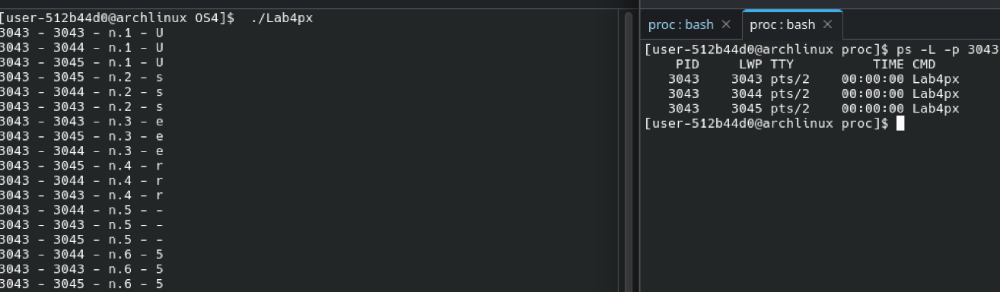 [user-512b44d0@archlinux OS4]$  ./Lab4px
3043 - 3043 - n.1 - U
3043 - 3044 - n.1 - U
3043 - 3045 - n.1 - U
3043 - 3045 - n.2 - s
3043 - 3044 - n.2 - s
3043 - 3043 - n.2 - s
3043 - 3043 - n.3 - e
3043 - 3045 - n.3 - e
3043 - 3044 - n.3 - e
3043 - 3045 - n.4 - r
3043 - 3044 - n.4 - r
3043 - 3043 - n.4 - r
3043 - 3044 - n.5 - -
3043 - 3043 - n.5 - -
3043 - 3045 - n.5 - -
3043 - 3044 - n.6 - 5
3043 - 3043 - n.6 - 5
3043 - 3045 - n.6 - 5
proc : bash
proc : bash
[user-512b44d0@archlinux proc]$ ps -L -p 3043
PID LWP TTY TIME CMD
3043 3043 pts/2 00:00:00 Lab4px
3043 3044 pts/2 00:00:00 Lab4px
3043 3045 pts/2 00:00:00 Lab4px
[user-512b44d0@archlinux proc]$